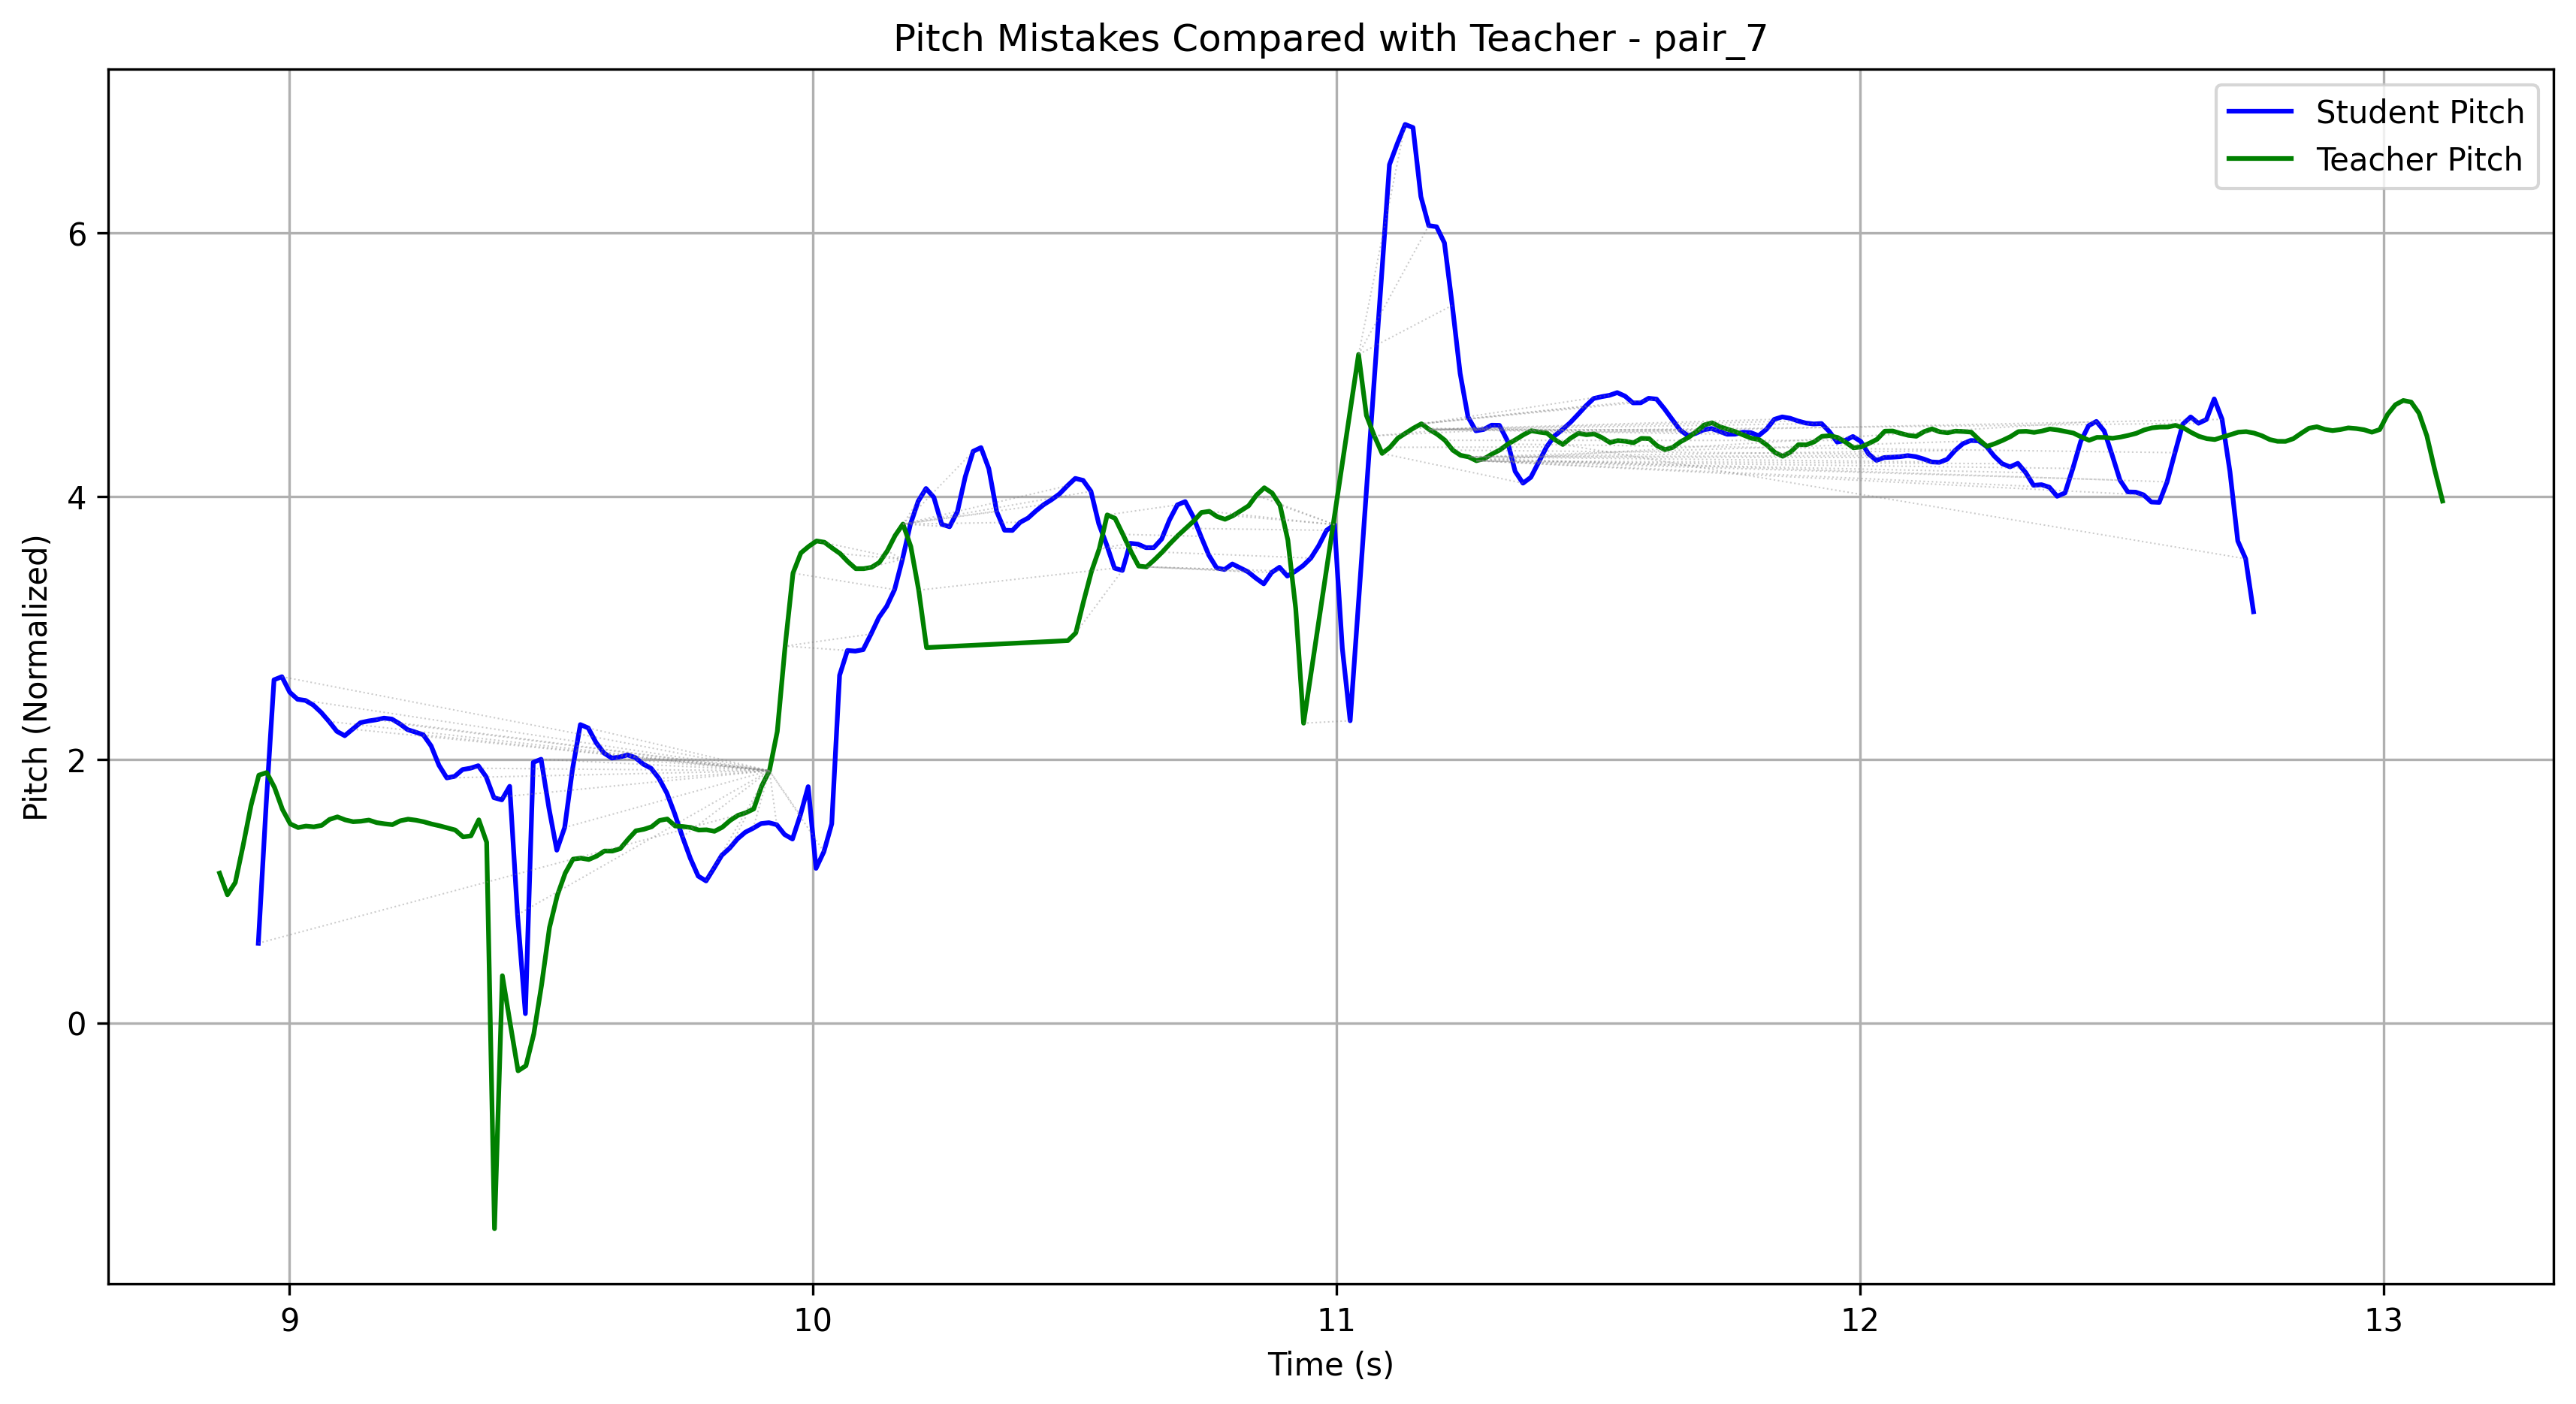 Pitch Mistakes Compared with Teacher - pair_7
Student Pitch
Teacher Pitch
Pitch (Normalized)
6
4
2
0
9 10 11 12 13
Time (s)